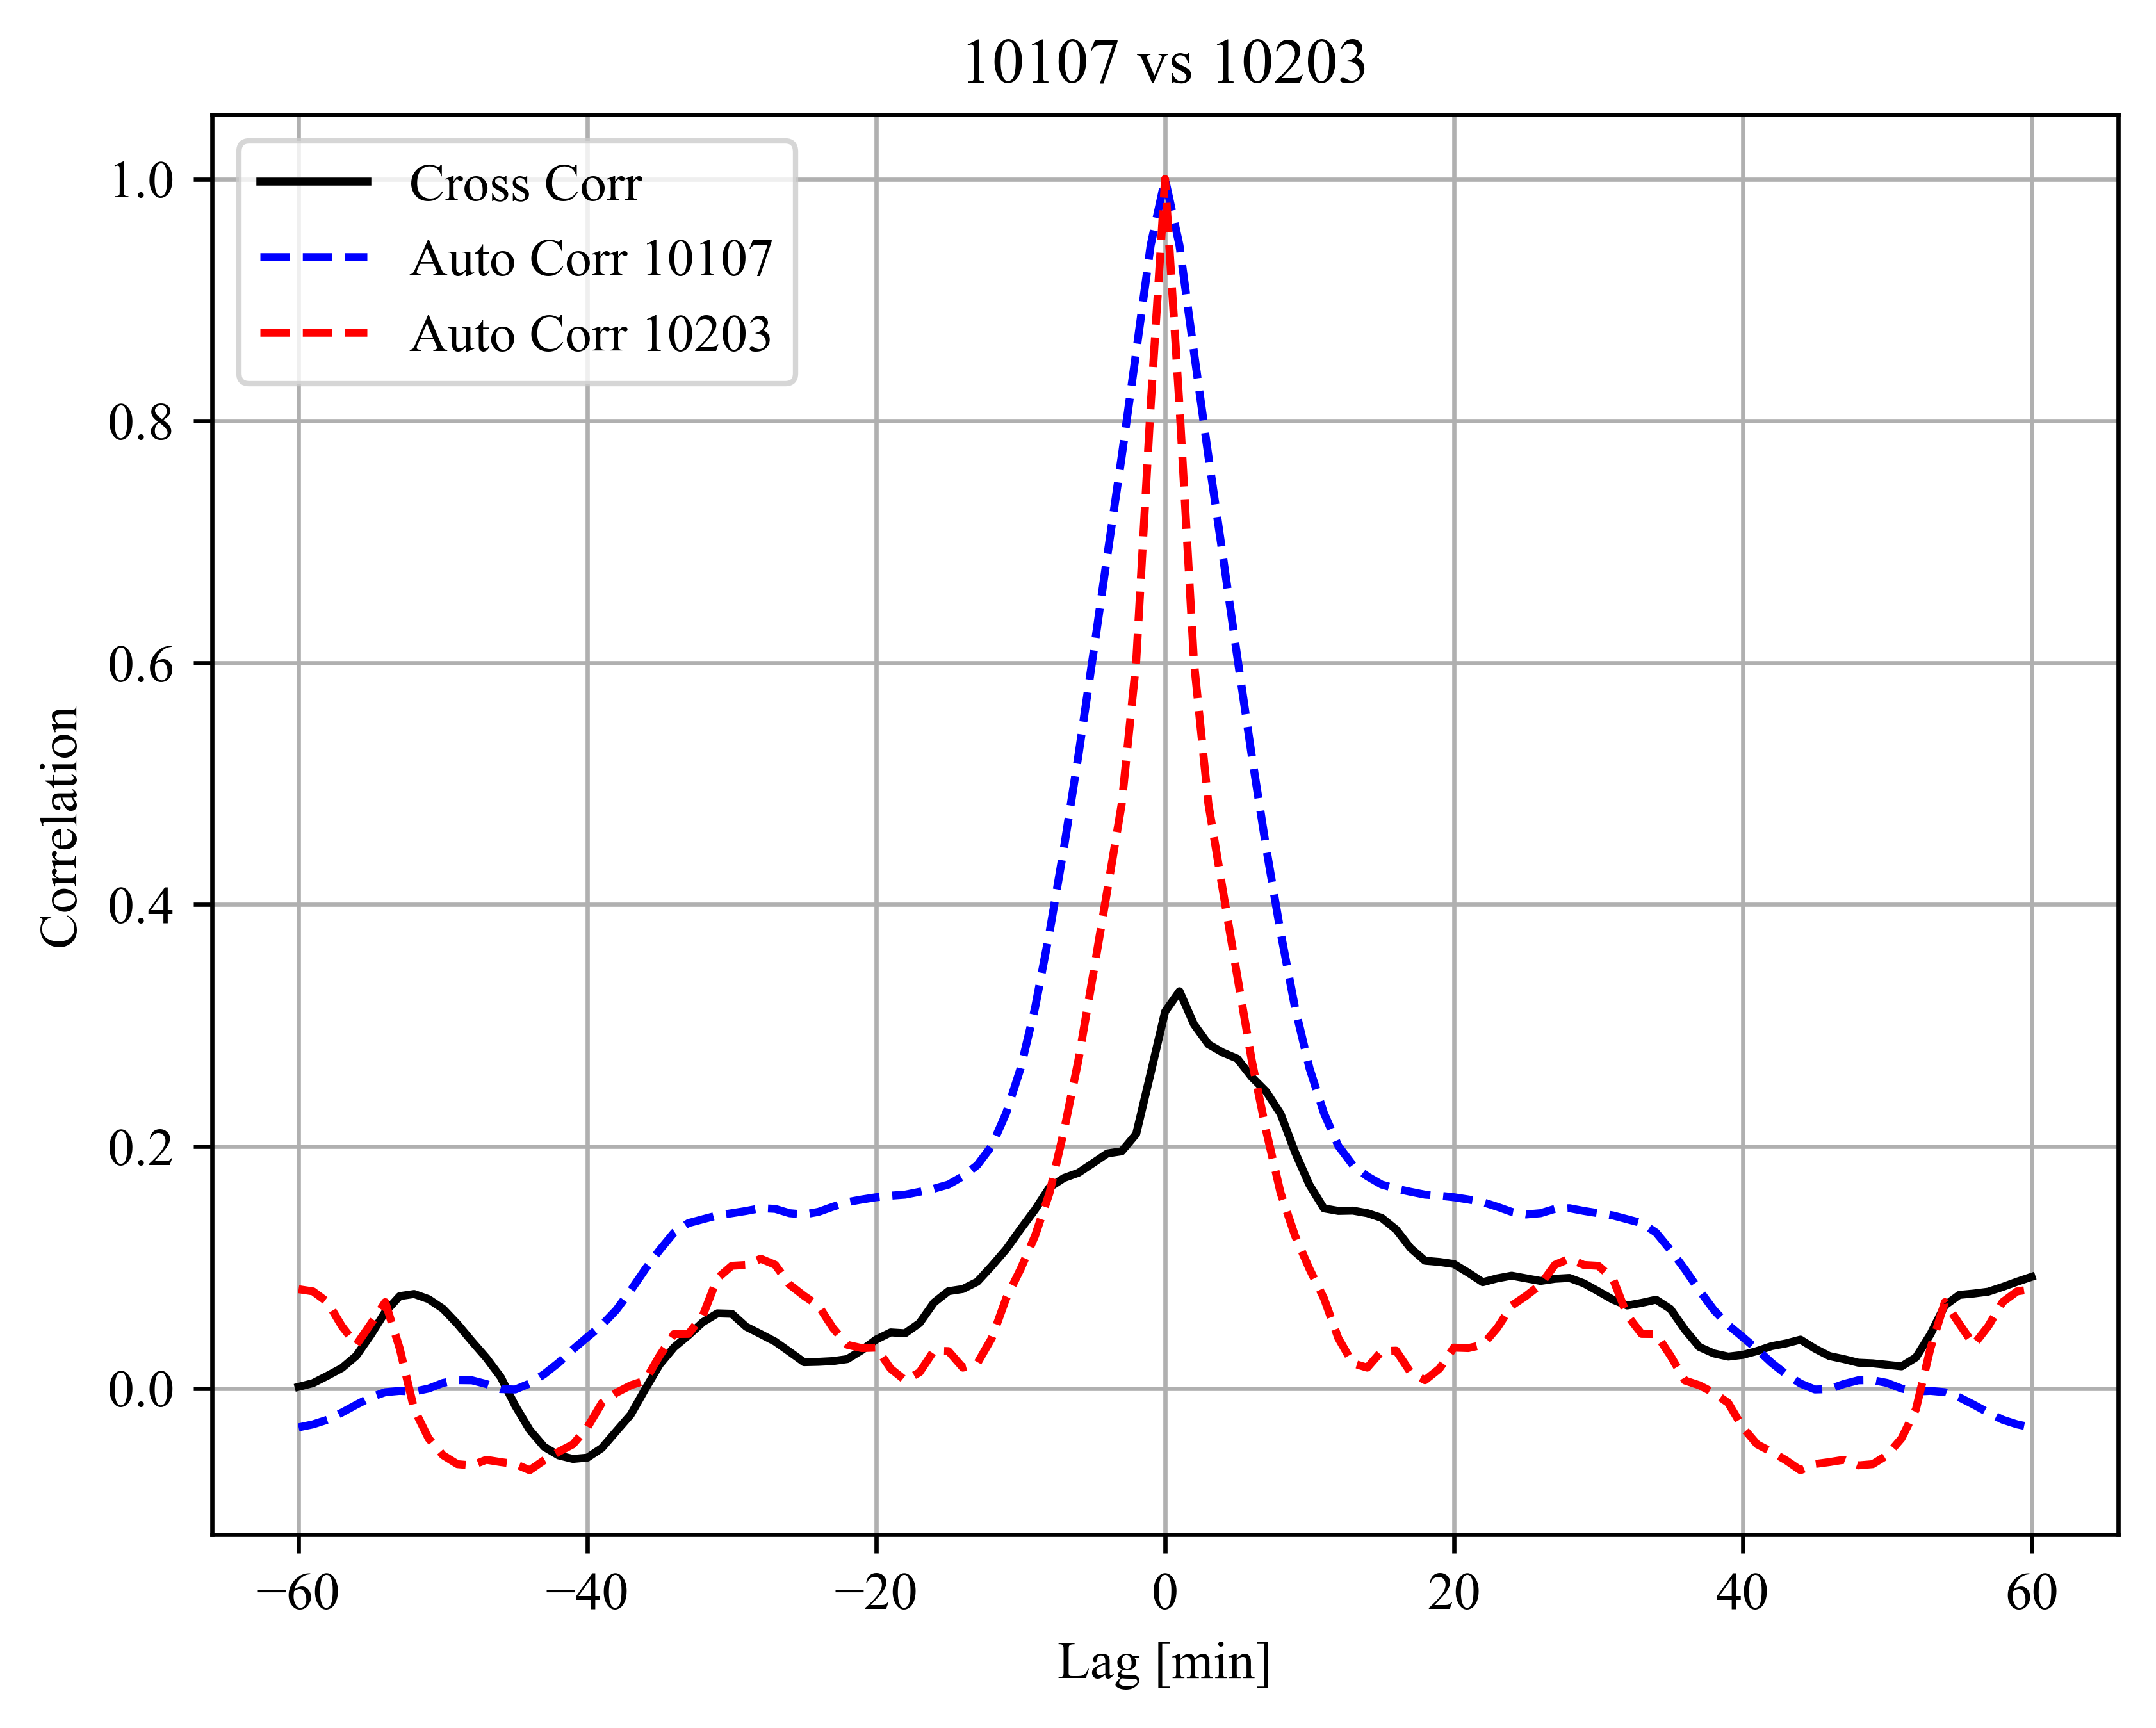 10107 vs 10203
Cross Corr
Auto Corr 10107
Auto Corr 10203
Correlation
1.0
0.8
0.6
0.4
0.2
0.0
−60 −40 −20 0 20 40 60
Lag [min]